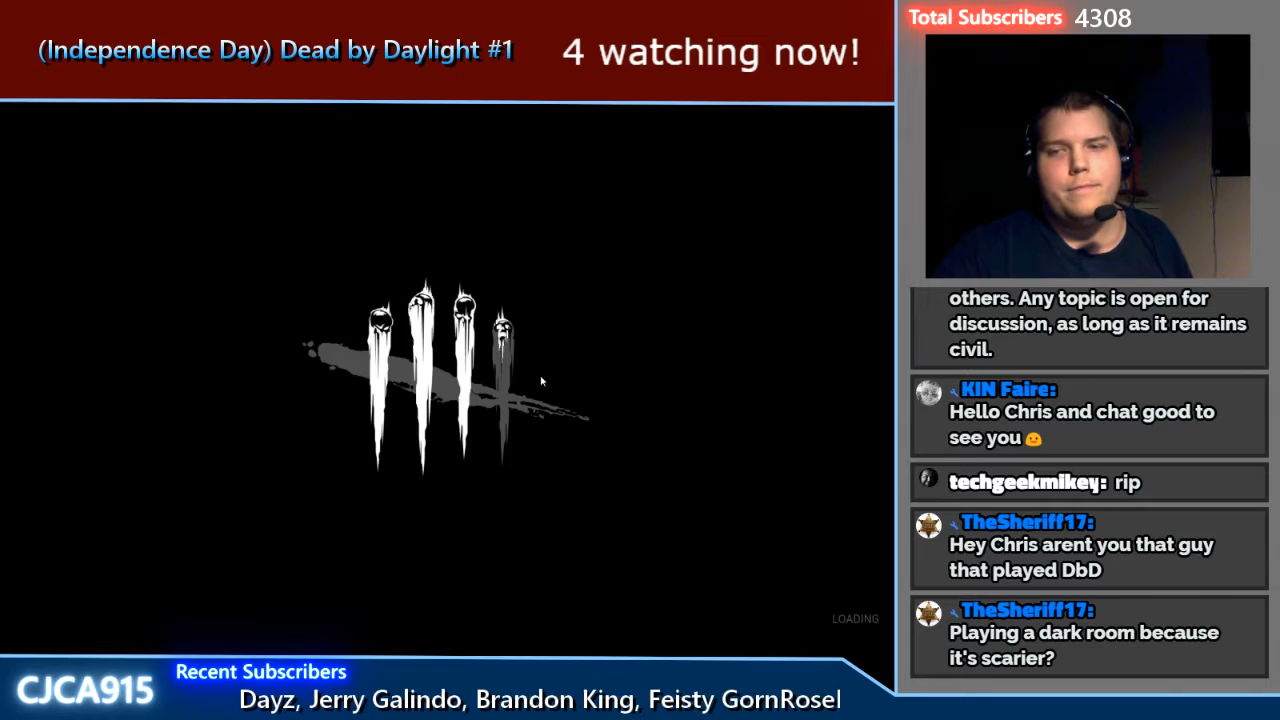 (Independence Day) Dead by Daylight #1
4 watching now!
Total Subscribers 4308
others. Any topic is open for
discussion, as long as it remains
civil.
KIN Faire:
Hello Chris and chat good to
see you
techgeekmikey: rip
TheSheriff17:
Hey Chris arent you that guy
that played DbD
TheSheriff17:
Playing a dark room because
it's scarier?
LOADING
CJCA915
Recent Subscribers
Dayz, Jerry Galindo, Brandon King, Feisty GornRosel